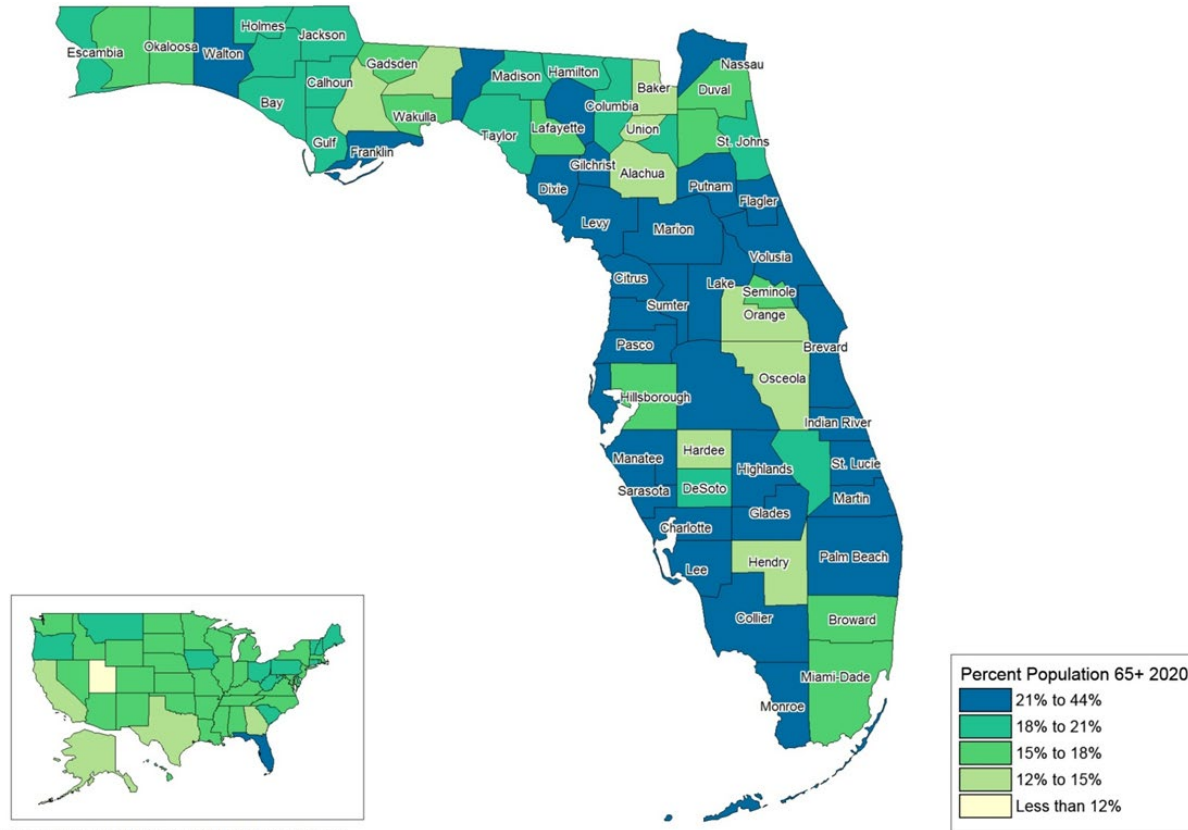 Escambia
Okaloosa
Walton
Holmes
Jackson
Calhoun
Bay
Gulf
Franklin
Gadsden
Wakulla
Madison
Hamilton
Taylor
Lafayette
Columbia
Baker
Union
Nassau
Duval
St. Johns
Gilchrist
Alachua
Dixie
Putnam
Flagler
Levy
Marion
Volusia
Citrus
Sumter
Lake
Seminole
Orange
Pasco
Brevard
Osceola
Hillsborough
Indian River
Manatee
Hardee
Highlands
St. Lucie
Sarasota
DeSoto
Martin
Glades
Charlotte
Palm Beach
Lee
Hendry
Collier
Broward
Miami-Dade
Monroe
Percent Population 65+ 2020
21% to 44%
18% to 21%
15% to 18%
12% to 15%
Less than 12%